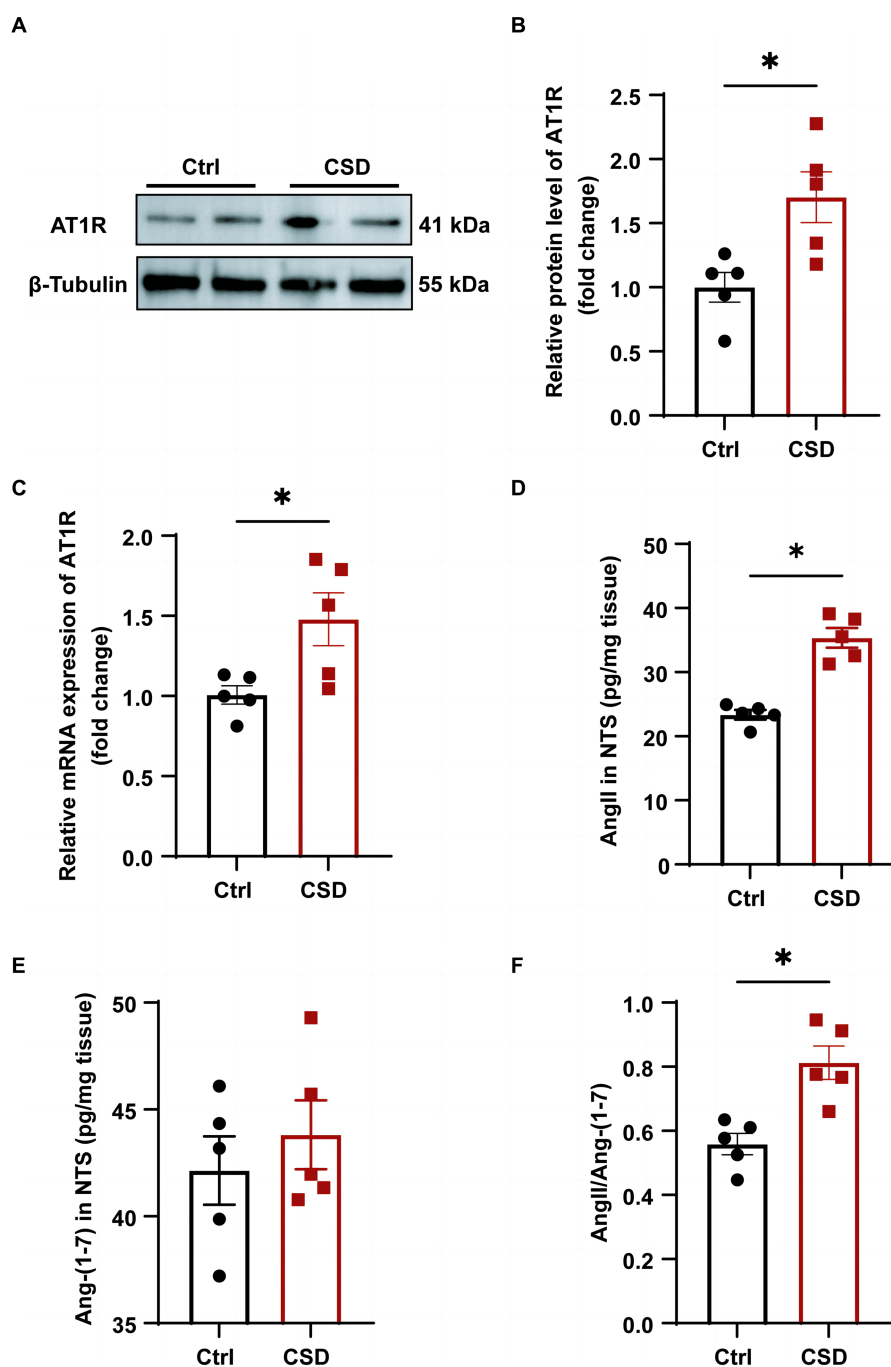 A
Ctrl CSD
AT1R 41 kDa
β-Tubulin 55 kDa
B
*
Relative protein level of AT1R
(fold change)
2.5
2.0
1.5
1.0
0.5
0.0
Ctrl CSD
C
*
Relative mRNA expression of AT1R
(fold change)
2.0
1.5
1.0
0.5
0.0
Ctrl CSD
D
*
AngII in NTS (pg/mg tissue)
50
40
30
20
10
0
Ctrl CSD
E
Ang-(1-7) in NTS (pg/mg tissue)
50
45
40
35
Ctrl CSD
F
*
AngII/Ang-(1-7)
1.0
0.8
0.6
0.4
0.2
0.0
Ctrl CSD